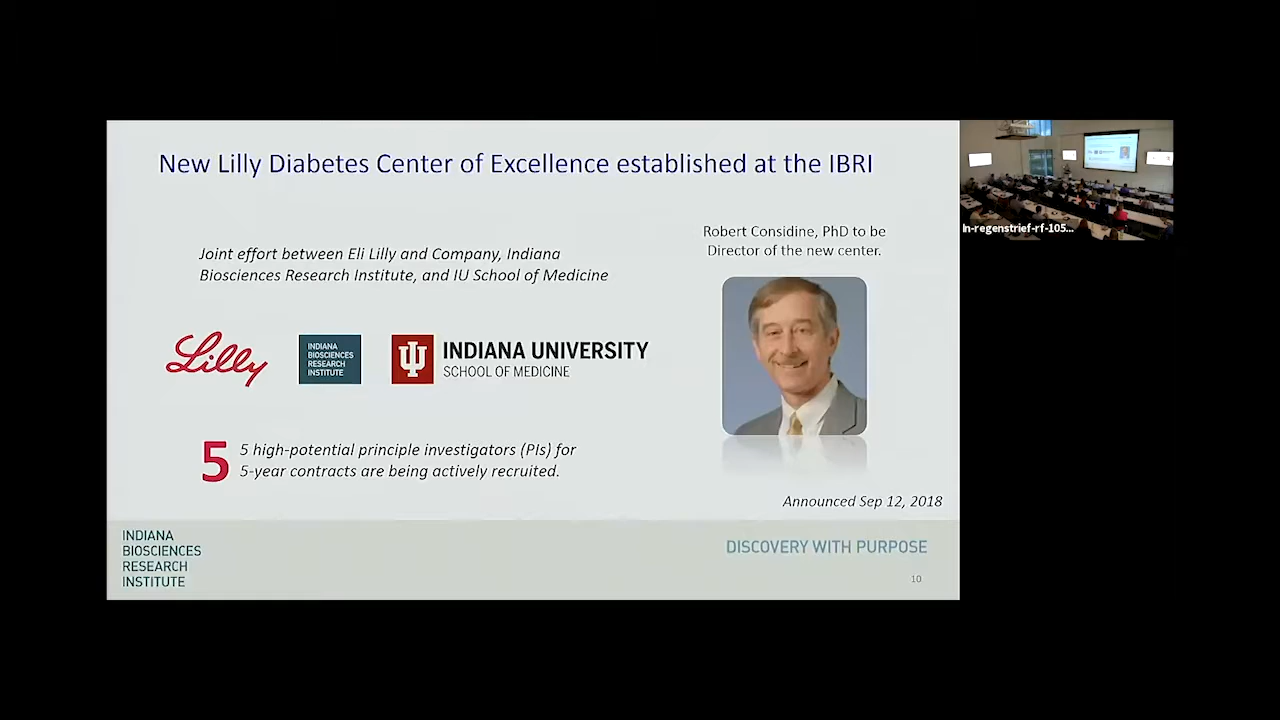 New Lilly Diabetes Center of Excellence established at the IBRI
Joint effort between Eli Lilly and Company, Indiana
Biosciences Research Institute, and IU School of Medicine
Robert Considine, PhD to be
Director of the new center.
Lilly
INDIANA
BIOSCIENCES
RESEARCH
INSTITUTE
INDIANA UNIVERSITY
SCHOOL OF MEDICINE
5
5 high-potential principle investigators (PIs) for
5-year contracts are being actively recruited.
Announced Sep 12, 2018
INDIANA
BIOSCIENCES
RESEARCH
INSTITUTE
DISCOVERY WITH PURPOSE
10
In-regenstrief-rf-105...